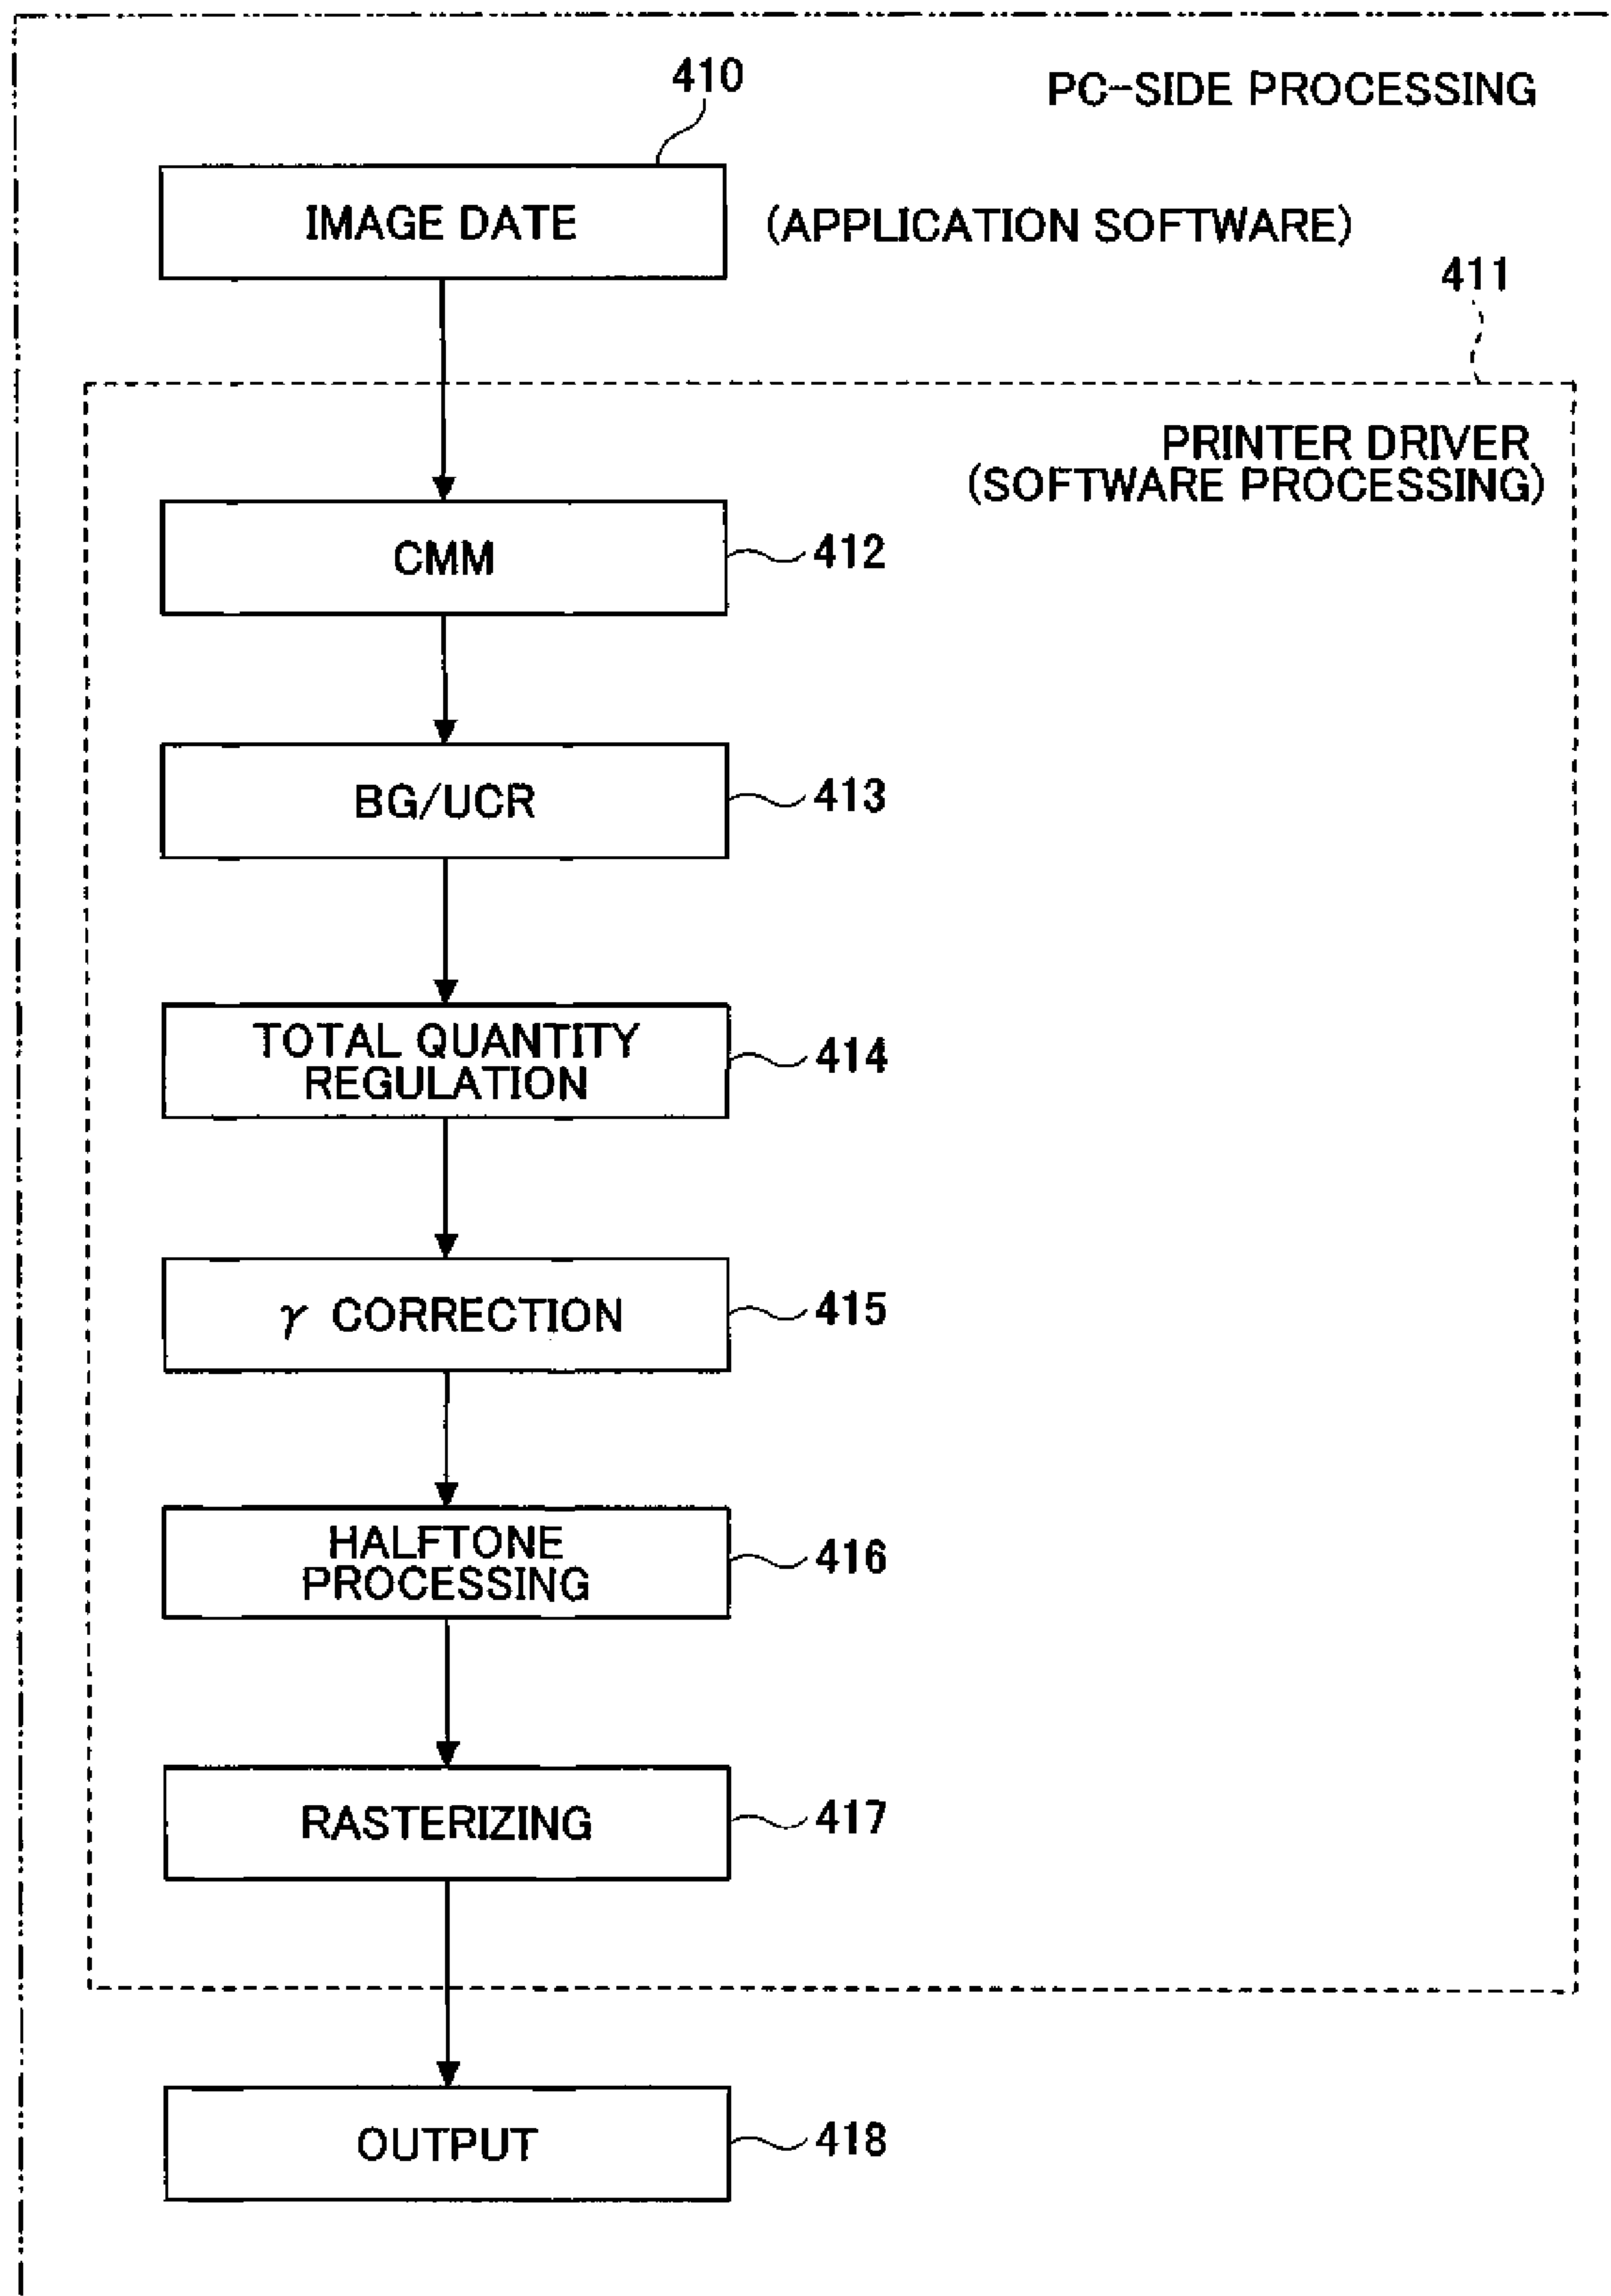 410
PC-SIDE PROCESSING
IMAGE DATE
(APPLICATION SOFTWARE)
411
PRINTER DRIVER
(SOFTWARE PROCESSING)
CMM
412
BG/UCR
413
TOTAL QUANTITY
REGULATION
414
γ CORRECTION
415
HALFTONE
PROCESSING
416
RASTERIZING
417
OUTPUT
418